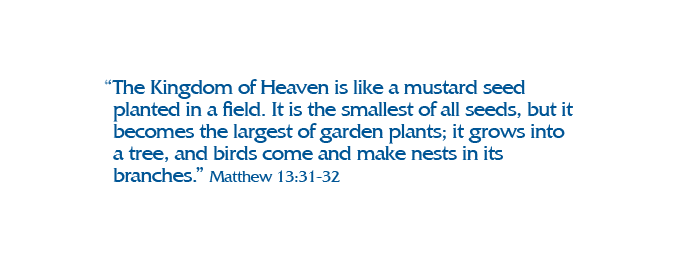 “The Kingdom of Heaven is like a mustard seed
planted in a field. It is the smallest of all seeds, but it
becomes the largest of garden plants; it grows into
a tree, and birds come and make nests in its
branches.” Matthew 13:31-32